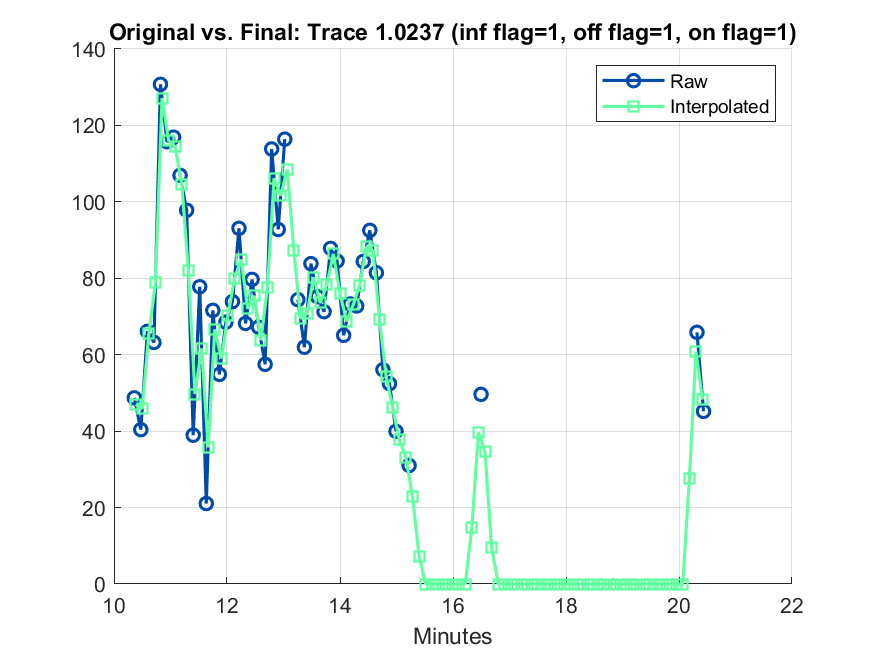 Original vs. Final: Trace 1.0237 (inf flag=1, off flag=1, on flag=1)
140
120
100
80
60
40
20
0
Raw
Interpolated
10 12 14 16 18 20 22
Minutes